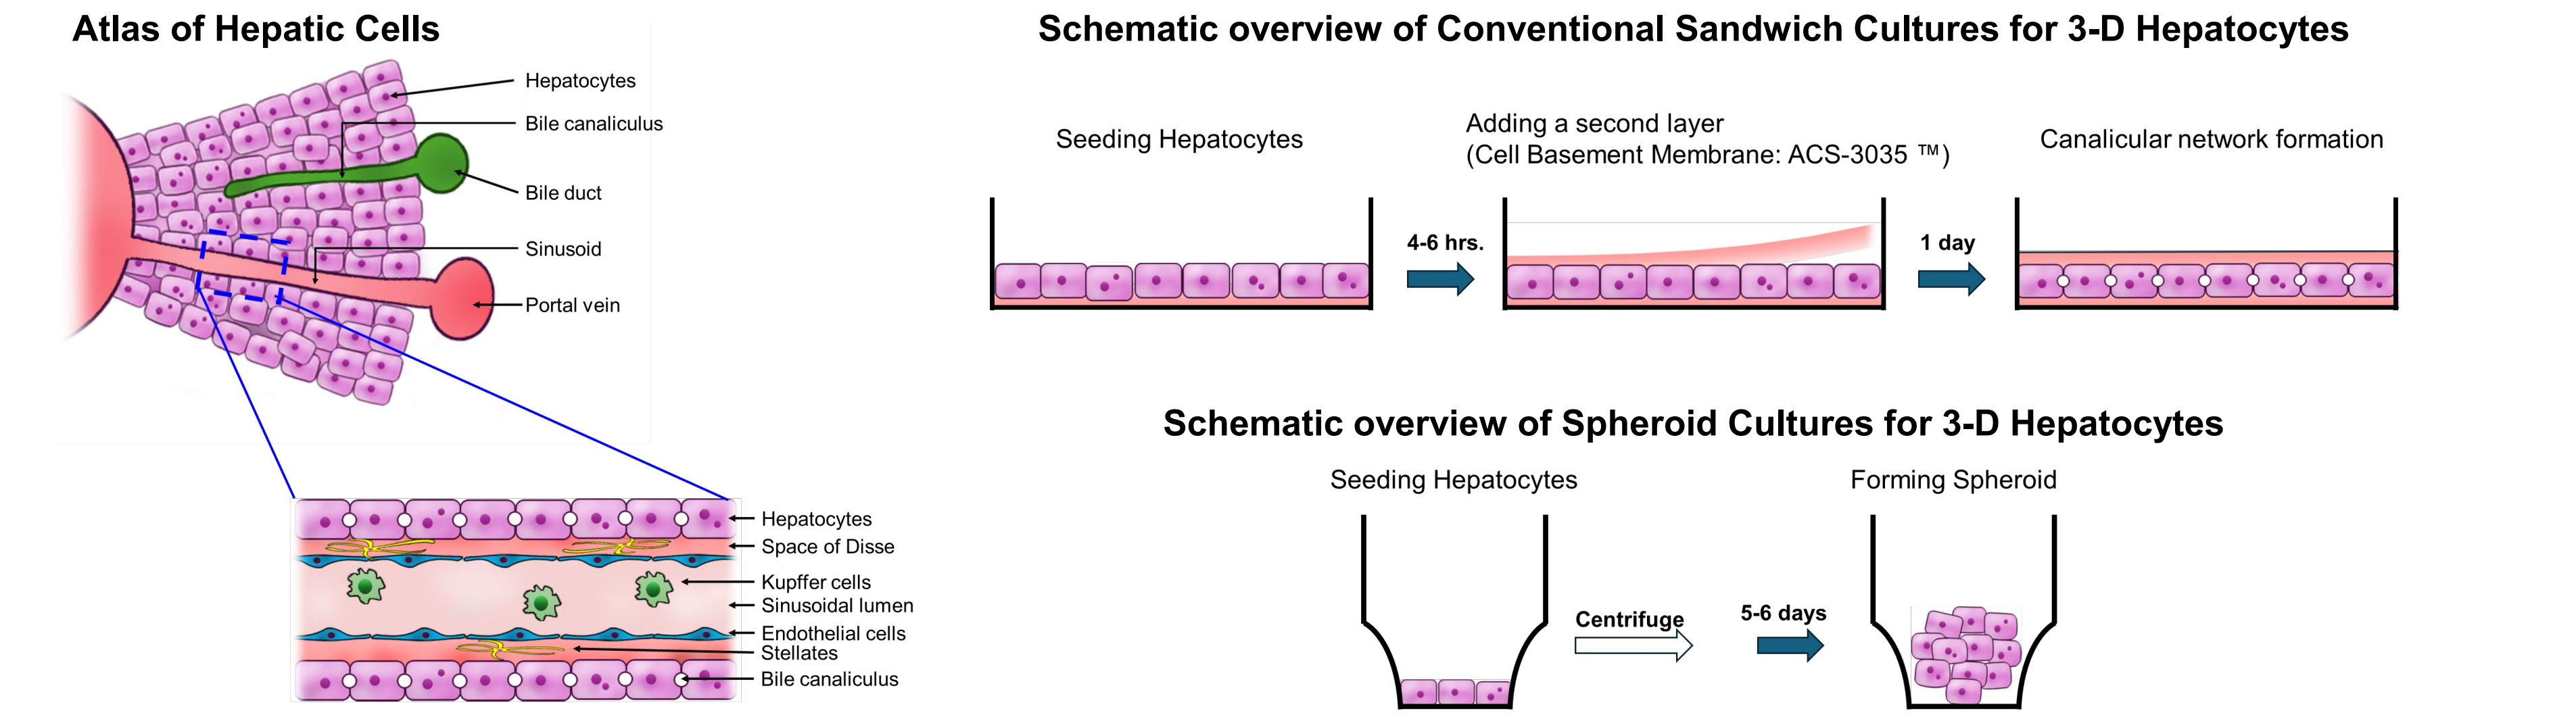 Atlas of Hepatic Cells
Hepatocytes
Bile canaliculus
Bile duct
Sinusoid
Portal vein
Hepatocytes
Space of Disse
Kupffer cells
Sinusoidal lumen
Endothelial cells
Stellates
Bile canaliculus
Schematic overview of Conventional Sandwich Cultures for 3-D Hepatocytes
Seeding Hepatocytes
4-6 hrs.
Adding a second layer
(Cell Basement Membrane: ACS-3035 ™)
1 day
Canalicular network formation
Schematic overview of Spheroid Cultures for 3-D Hepatocytes
Seeding Hepatocytes
Centrifuge
5-6 days
Forming Spheroid